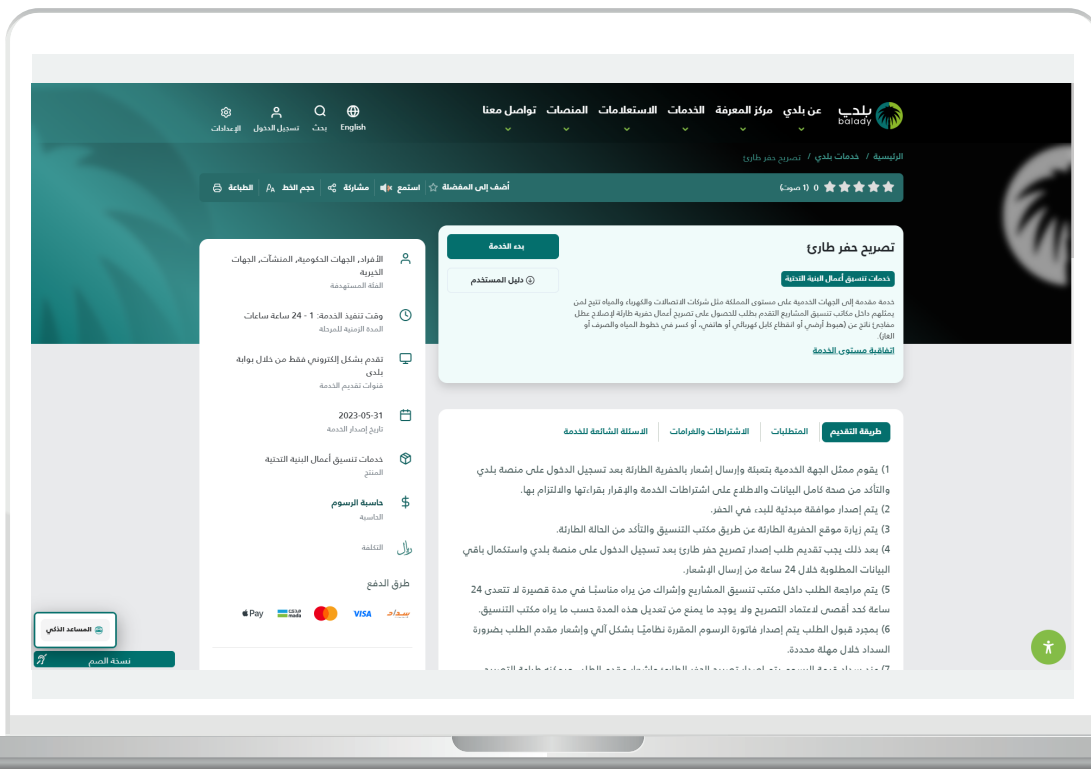 بلدي
balady
عن بلدي
مركز المعرفة
الخدمات
الاستعلامات
المنصات
تواصل معنا
English
بحث
تسجيل الدخول
الإعدادات
الرئيسية / خدمات بلدي / تصريح حفر طارئ
0 (1 صوت)
أضف إلى المفضلة
استمع
مشاركة
حجم الخط
الطباعة
تصريح حفر طارئ
بدء الخدمة
خدمات تنسيق أعمال البنية التحتية
دليل المستخدم
خدمة مقدمة إلى الجهات الخدمية على مستوى المملكة مثل شركات الاتصالات والكهرباء والمياه تتيح لمن
يمثلهم داخل مكاتب تنسيق المشاريع التقدم بطلب للحصول على تصريح أعمال حفرية طارئة لإصلاح عطل
مفاجئ ناتج عن (هبوط أرضي أو انقطاع كابل كهربائي أو هاتفي، أو كسر في خطوط المياه والصرف أو
الغاز).
اتفاقية مستوى الخدمة
طريقة التقديم
المتطلبات
الاشتراطات والغرامات
الاسئلة الشائعة للخدمة
1) يقوم ممثل الجهة الخدمية بتعبئة وإرسال إشعار بالحفرية الطارئة بعد تسجيل الدخول على منصة بلدي
والتأكد من صحة كامل البيانات والاطلاع على اشتراطات الخدمة والإقرار بقراءتها والالتزام بها.
2) يتم إصدار موافقة مبدئية للبدء في الحفر.
3) يتم زيارة موقع الحفرية الطارئة عن طريق مكتب التنسيق والتأكد من الحالة الطارئة.
4) بعد ذلك يجب تقديم طلب إصدار تصريح حفر طارئ بعد تسجيل الدخول على منصة بلدي واستكمال باقي
البيانات المطلوبة خلال 24 ساعة من إرسال الإشعار.
5) يتم مراجعة الطلب داخل مكتب تنسيق المشاريع وإشراك من يراه مناسبًا في مدة قصيرة لا تتعدى 24
ساعة كحد أقصى لاعتماد التصريح ولا يوجد ما يمنع من تعديل هذه المدة حسب ما يراه مكتب التنسيق.
6) بمجرد قبول الطلب يتم إصدار فاتورة الرسوم المقررة نظاميًا بشكل آلي وإشعار مقدم الطلب بضرورة
السداد خلال مهلة محددة.
الأفراد, الجهات الحكومية, المنشآت, الجهات
الخيرية
الفئة المستهدفة
وقت تنفيذ الخدمة: 1 - 24 ساعة ساعات
المدة الزمنية للمرحلة
تقدم بشكل إلكتروني فقط من خلال بوابة
بلدي
قنوات تقديم الخدمة
2023-05-31
تاريخ إصدار الخدمة
خدمات تنسيق أعمال البنية التحتية
المنتج
حاسبة الرسوم
الحاسبة
ريال
التكلفة
طرق الدفع
سداد
VISA
mada
Pay
المساعد الذكي
نسخة الصم